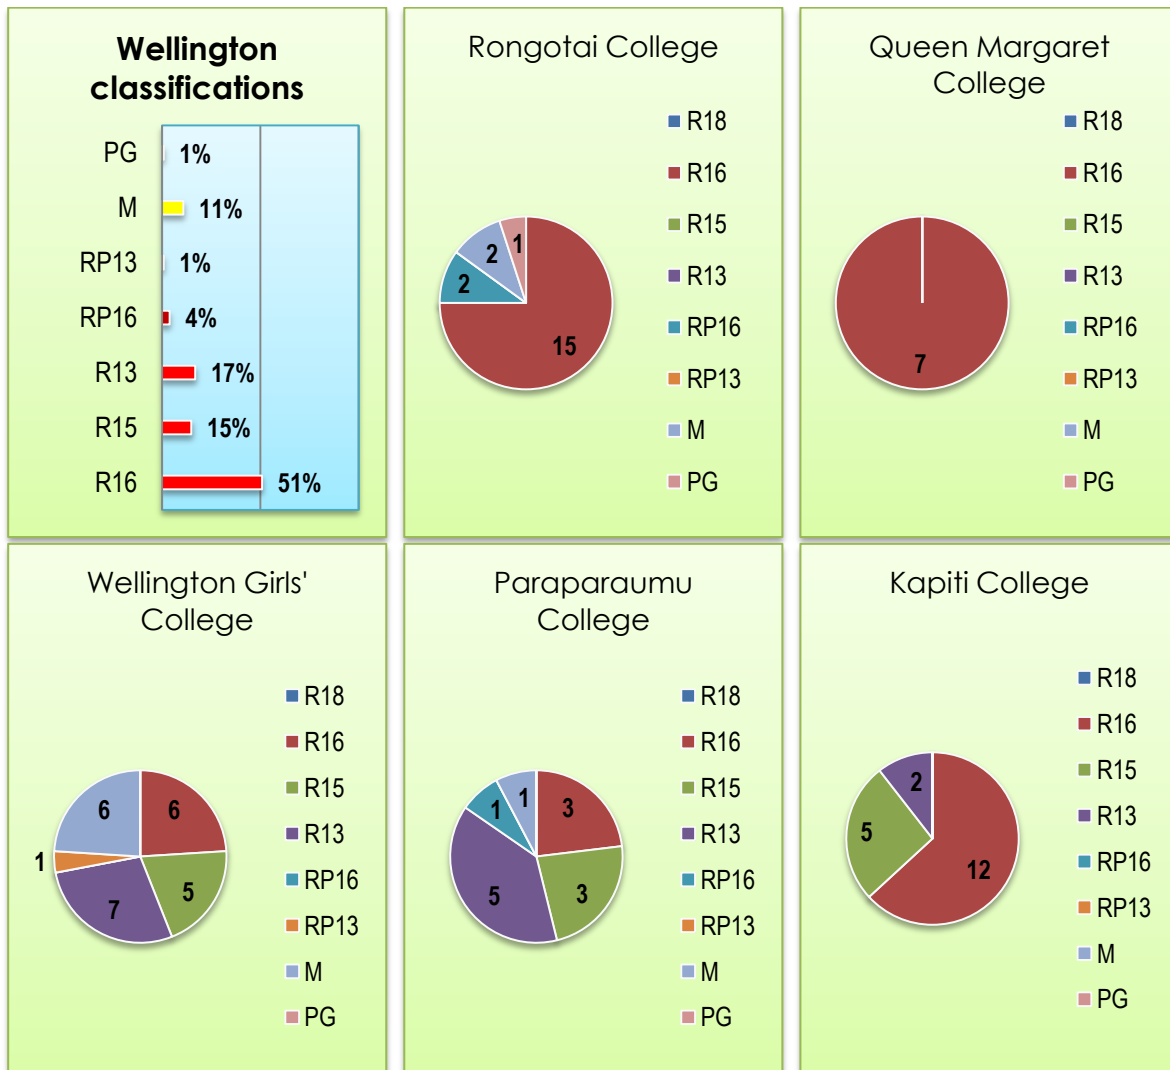 Wellington
classifications
PG 1%
M 11%
RP13 1%
RP16 4%
R13 17%
R15 15%
R16 51%
Rongotai College
R18
R16
R15
R13
RP16
RP13
M
PG
1
2
2
15
Queen Margaret
College
R18
R16
R15
R13
RP16
RP13
M
PG
7
Wellington Girls'
College
R18
R16
R15
R13
RP16
RP13
M
PG
6
6
1
5
7
Paraparaumu
College
R18
R16
R15
R13
RP16
RP13
M
PG
1
1
3
5
3
Kapiti College
R18
R16
R15
R13
RP16
RP13
M
PG
2
5
12